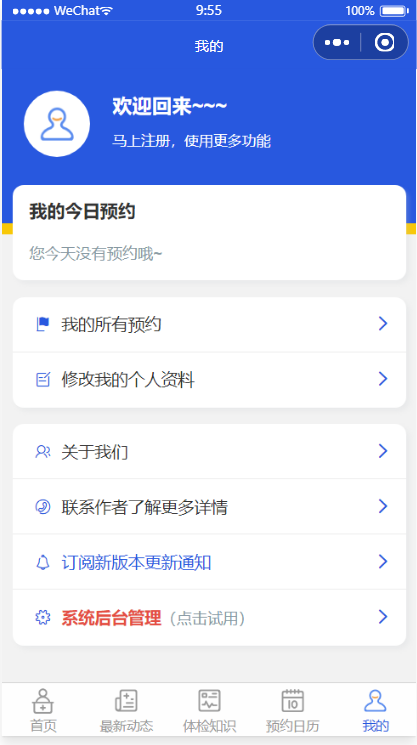 WeChat 9:55 100%
我的
欢迎回来~~~
马上注册，使用更多功能
我的今日预约
您今天没有预约哦~
我的所有预约
修改我的个人资料
关于我们
联系作者了解更多详情
订阅新版本更新通知
系统后台管理（点击试用）
首页 最新动态 体检知识 预约日历 我的